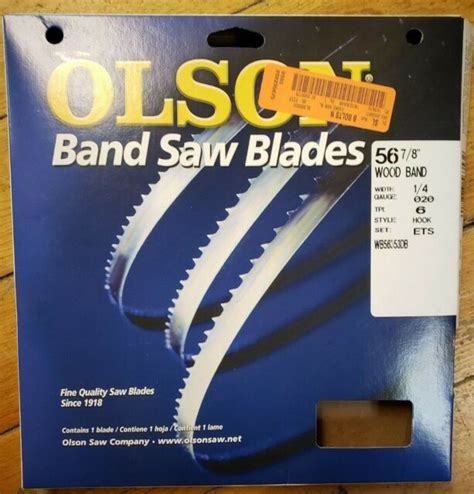 OLSON®
Band Saw Blades
56 7/8"
WOOD BAND
WIDTH 1/4
GAUGE 020
TPI 6
STYLE: HOOK
SET: ETS
Fine Quality Saw Blades
Since 1918
Contains 1 blade / Contiene 1 hoja / Contient 1 lame
Olson Saw Company • www.olsonsaw.net